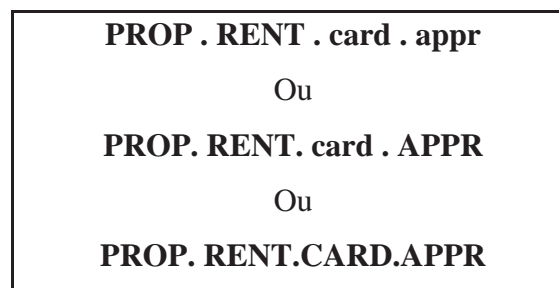 PROP . RENT . card . appr
Ou
PROP. RENT. card . APPR
Ou
PROP. RENT.CARD.APPR